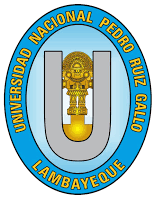 UNIVERSIDAD NACIONAL PEDRO RUIZ GALLO
LAMBAYEQUE